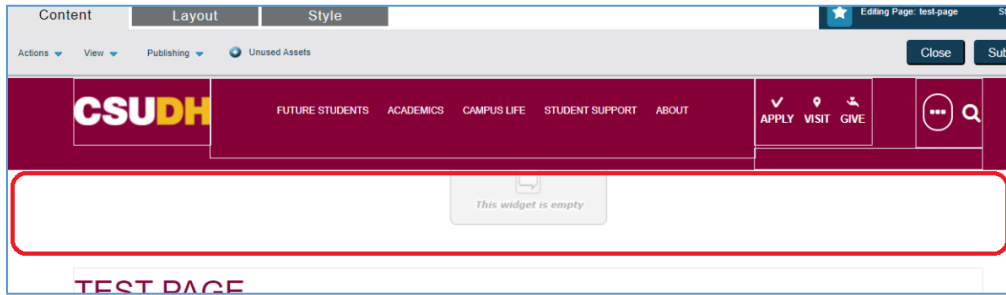 Content Layout Style Editing Page: test-page
Actions View Publishing Unused Assets Close
CSUDH FUTURE STUDENTS ACADEMICS CAMPUS LIFE STUDENT SUPPORT ABOUT APPLY VISIT GIVE
This widget is empty
TEST PAGE